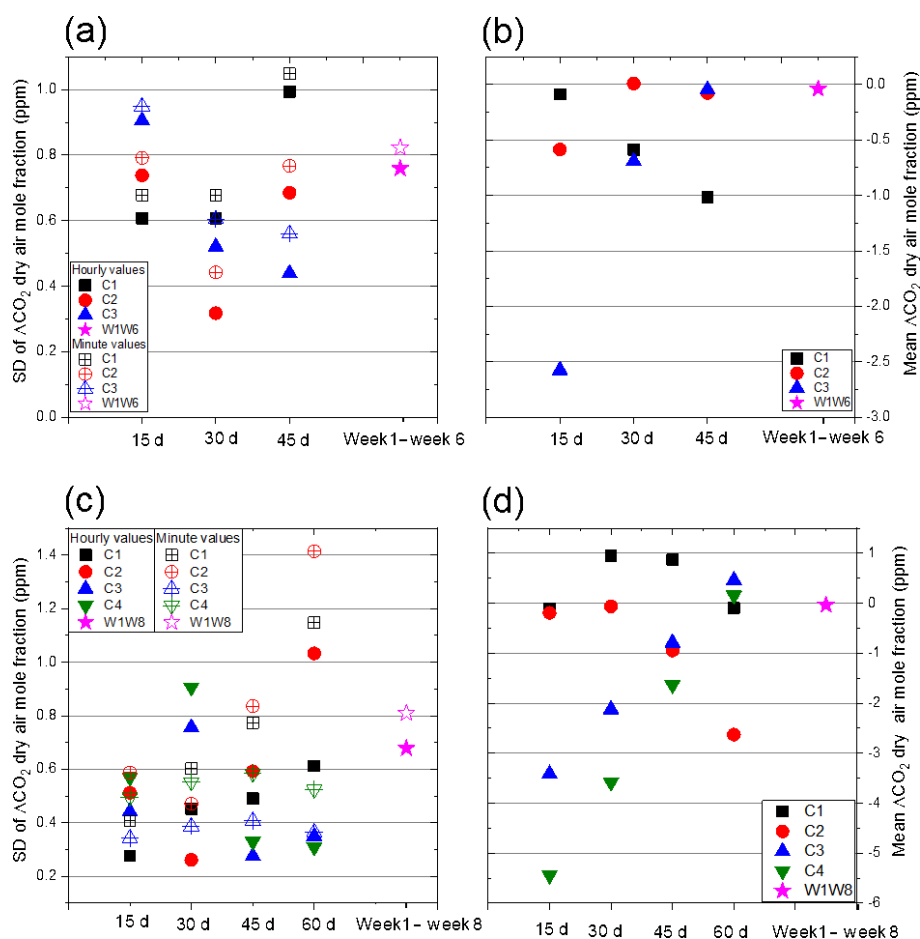 (a)
SD of ΛCO2 dry air mole fraction (ppm)
1.0
0.8
0.6
0.4
0.2
0.0
Hourly values
C1
C2
C3
W1W6
Minute values
C1
C2
C3
W1W6
15 d
30 d
45 d
Week1–week 6
(b)
Mean ΛCO2 dry air mole fraction (ppm)
0.0
-0.5
-1.0
-1.5
-2.0
-2.5
-3.0
C1
C2
C3
W1W6
15 d
30 d
45 d
Week1–week 6
(c)
SD of ΛCO2 dry air mole fraction (ppm)
1.4
1.2
1.0
0.8
0.6
0.4
0.2
Hourly values
C1
C2
C3
C4
W1W8
Minute values
C1
C2
C3
C4
W1W8
15 d
30 d
45 d
60 d
Week1–week 8
(d)
Mean ΛCO2 dry air mole fraction (ppm)
1
0
-1
-2
-3
-4
-5
-6
C1
C2
C3
C4
W1W8
15 d
30 d
45 d
60 d
Week1–week 8